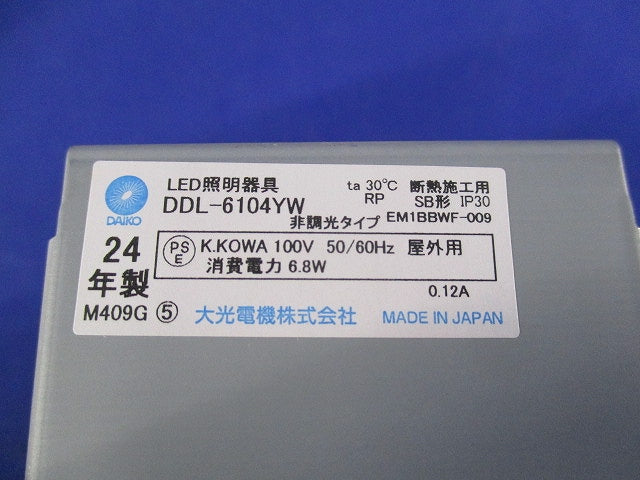 DAIKO
LED照明器具
DDL-6104YW
非調光タイプ
ta 30℃ 断熱施工用
RP SB形 IP30
EM1BBWF-009
24
年製
PSE K.KOWA 100V 50/60Hz 屋外用
消費電力 6.8W
0.12A
M409G ⑤ 大光電機株式会社 MADE IN JAPAN